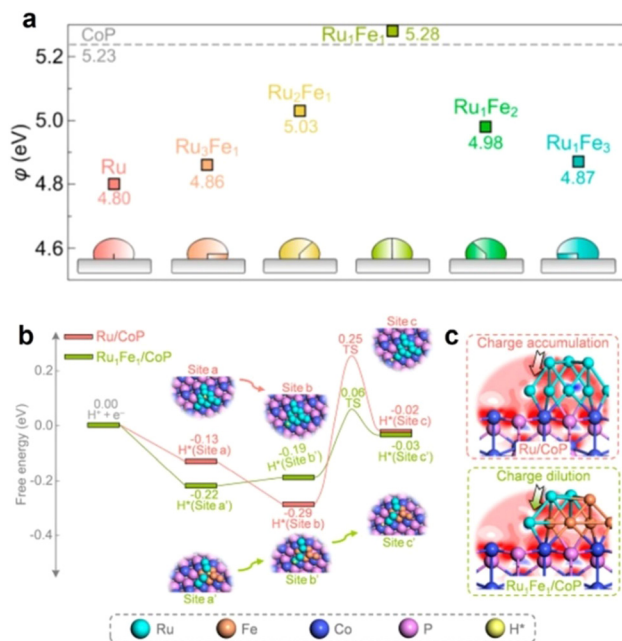 a
φ (eV)
5.2
5.0
4.8
4.6
CoP
5.23
Ru
4.80
Ru₃Fe₁
4.86
Ru₂Fe₁
5.03
Ru₁Fe₁
5.28
Ru₁Fe₂
4.98
Ru₁Fe₃
4.87
b
Ru/CoP
Ru₁Fe₁/CoP
Free energy (eV)
0.2
0.0
-0.2
-0.4
0.00
H⁺ + e⁻
-0.13
H*(Site a)
-0.22
H*(Site a')
-0.19
H*(Site b')
-0.29
H*(Site b)
0.25
TS
0.06
TS
-0.02
H*(Site c)
-0.03
H*(Site c')
Site a
Site b
Site c
Site a'
Site b'
Site c'
c
Charge accumulation
Ru/CoP
Charge dilution
Ru₁Fe₁/CoP
Ru Fe Co P H*